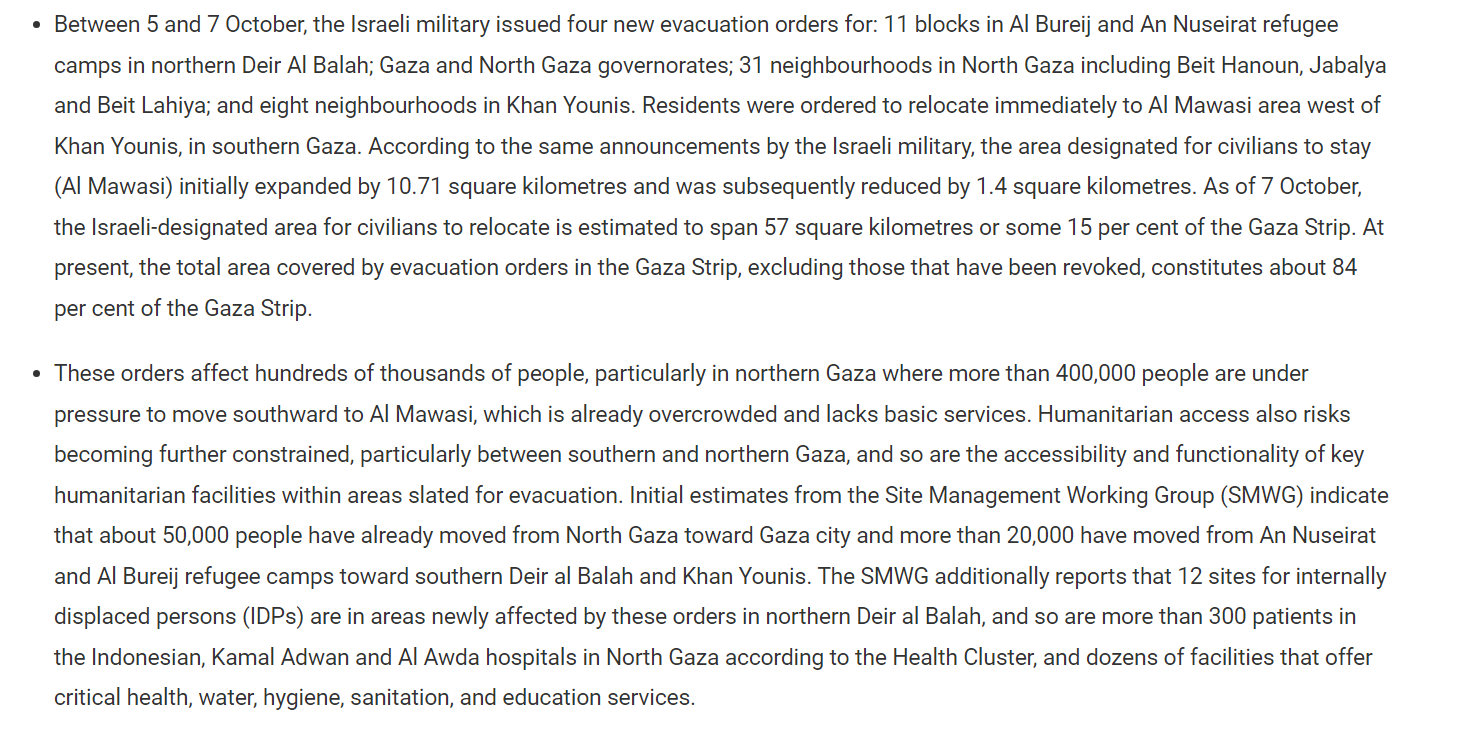 • Between 5 and 7 October, the Israeli military issued four new evacuation orders for: 11 blocks in Al Bureij and An Nuseirat refugee
camps in northern Deir Al Balah; Gaza and North Gaza governorates; 31 neighbourhoods in North Gaza including Beit Hanoun, Jabalya
and Beit Lahiya; and eight neighbourhoods in Khan Younis. Residents were ordered to relocate immediately to Al Mawasi area west of
Khan Younis, in southern Gaza. According to the same announcements by the Israeli military, the area designated for civilians to stay
(Al Mawasi) initially expanded by 10.71 square kilometres and was subsequently reduced by 1.4 square kilometres. As of 7 October,
the Israeli-designated area for civilians to relocate is estimated to span 57 square kilometres or some 15 per cent of the Gaza Strip. At
present, the total area covered by evacuation orders in the Gaza Strip, excluding those that have been revoked, constitutes about 84
per cent of the Gaza Strip.
• These orders affect hundreds of thousands of people, particularly in northern Gaza where more than 400,000 people are under
pressure to move southward to Al Mawasi, which is already overcrowded and lacks basic services. Humanitarian access also risks
becoming further constrained, particularly between southern and northern Gaza, and so are the accessibility and functionality of key
humanitarian facilities within areas slated for evacuation. Initial estimates from the Site Management Working Group (SMWG) indicate
that about 50,000 people have already moved from North Gaza toward Gaza city and more than 20,000 have moved from An Nuseirat
and Al Bureij refugee camps toward southern Deir al Balah and Khan Younis. The SMWG additionally reports that 12 sites for internally
displaced persons (IDPs) are in areas newly affected by these orders in northern Deir al Balah, and so are more than 300 patients in
the Indonesian, Kamal Adwan and Al Awda hospitals in North Gaza according to the Health Cluster, and dozens of facilities that offer
critical health, water, hygiene, sanitation, and education services.